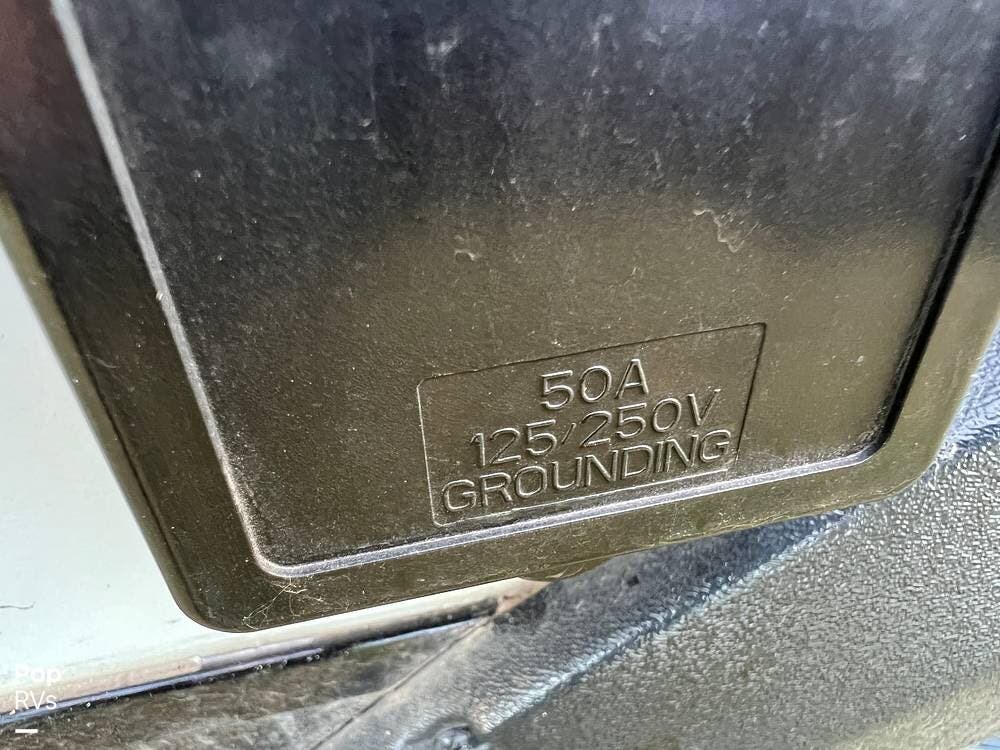 50A
125/250V
GROUNDING
Pop
RVs